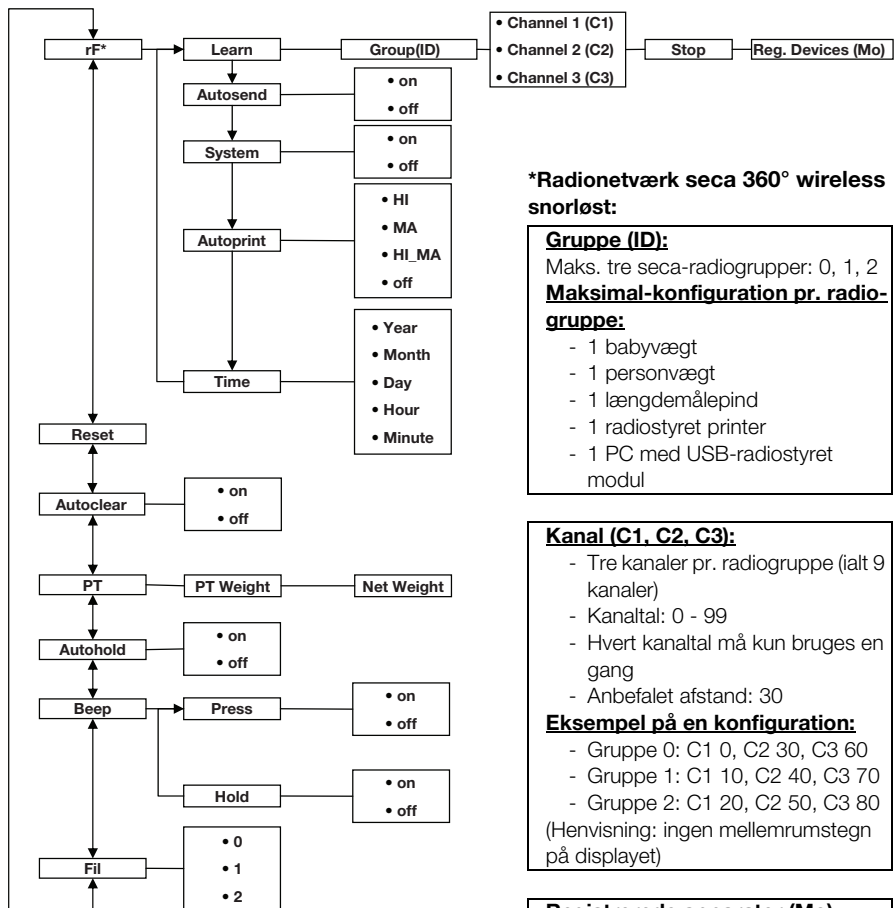 rF*
Learn
Group(ID)
• Channel 1 (C1)
• Channel 2 (C2)
• Channel 3 (C3)
Stop
Reg. Devices (Mo)
Autosend
• on
• off
System
• on
• off
Autoprint
• HI
• MA
• HI_MA
• off
Time
• Year
• Month
• Day
• Hour
• Minute
Reset
Autoclear
• on
• off
PT
PT Weight
Net Weight
Autohold
• on
• off
Beep
Press
• on
• off
Hold
• on
• off
Fil
• 0
• 1
• 2
*Radionetværk seca 360° wireless
snorløst:
Gruppe (ID):
Maks. tre seca-radiogrupper: 0, 1, 2
Maksimal-konfiguration pr. radio-
gruppe:
- 1 babyvægt
- 1 personvægt
- 1 længdemålepind
- 1 radiostyret printer
- 1 PC med USB-radiostyret
modul
Kanal (C1, C2, C3):
- Tre kanaler pr. radiogruppe (ialt 9
kanaler)
- Kanaltal: 0 - 99
- Hvert kanaltal må kun bruges en
gang
- Anbefalet afstand: 30
Eksempel på en konfiguration:
- Gruppe 0: C1 0, C2 30, C3 60
- Gruppe 1: C1 10, C2 40, C3 70
- Gruppe 2: C1 20, C2 50, C3 80
(Henvisning: ingen mellemrumstegn
på displayet)